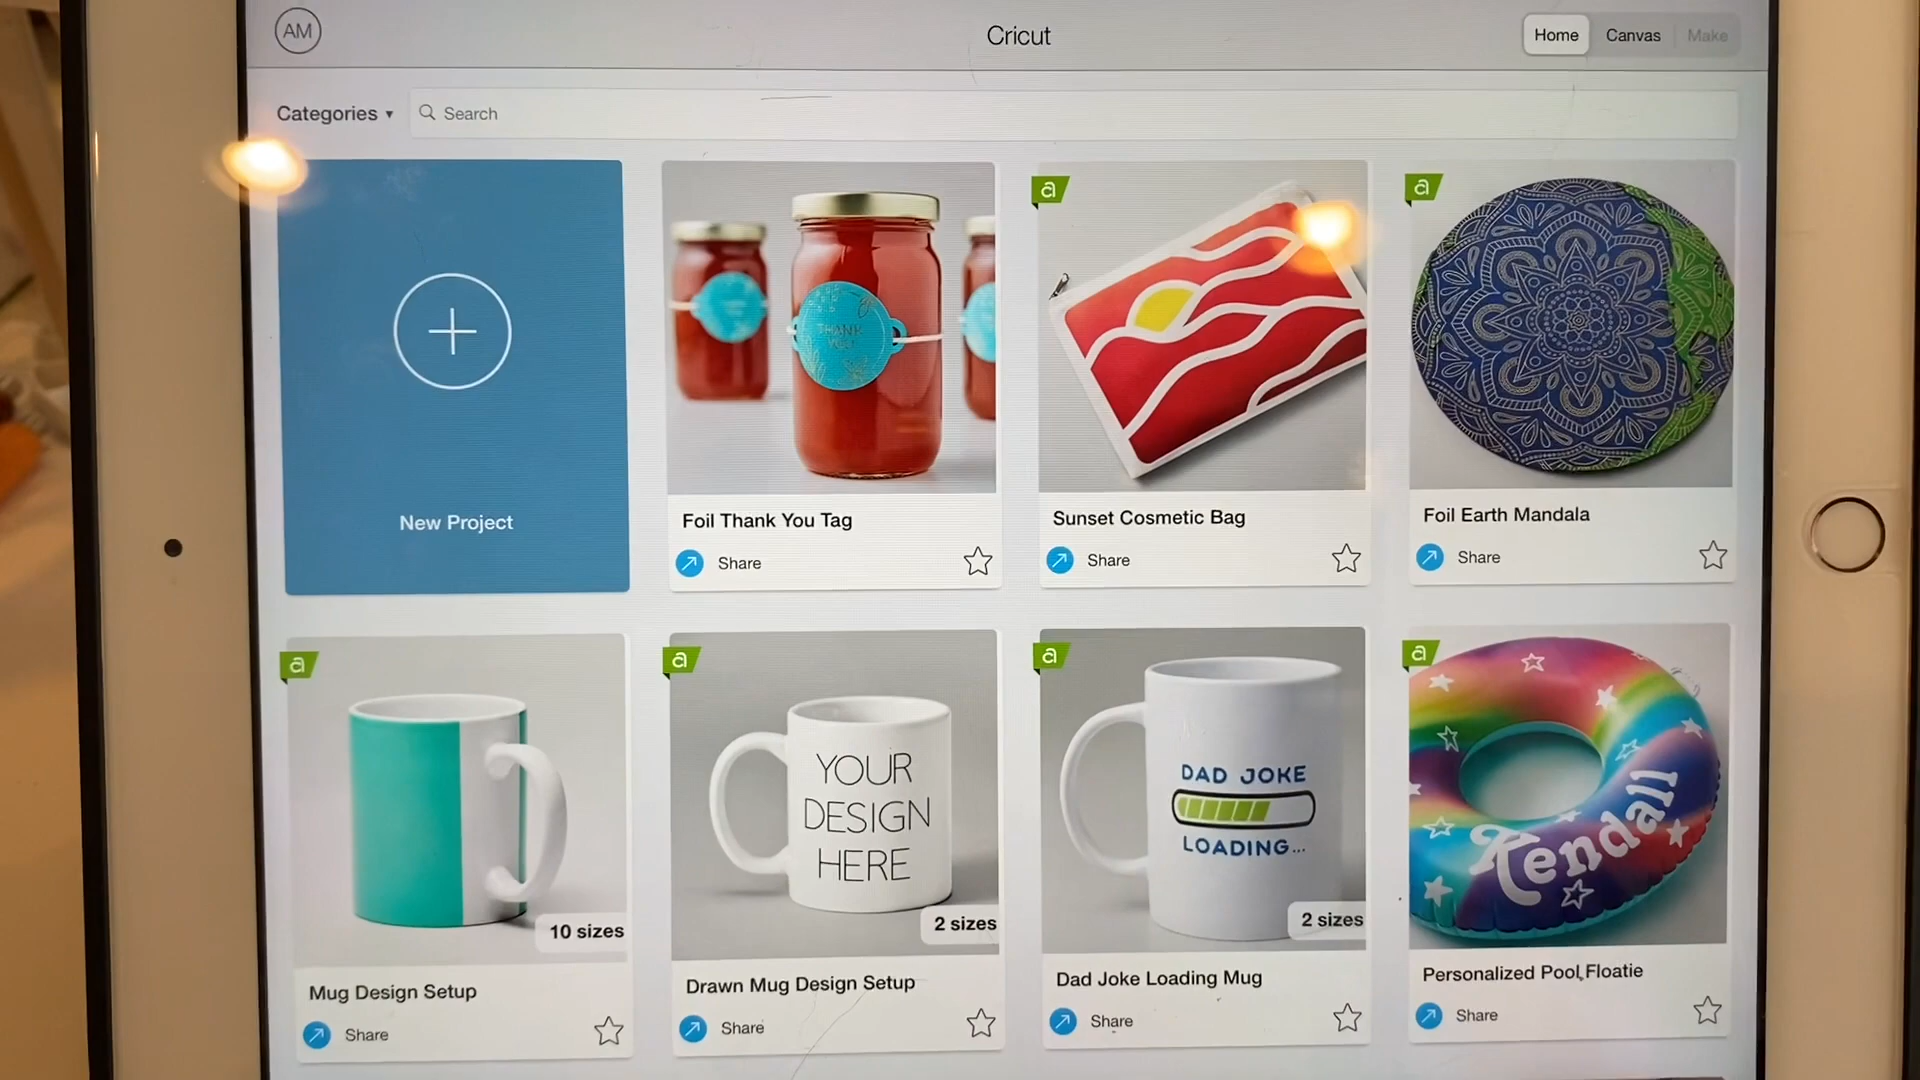 AM
Cricut
Home
Canvas
Make
Categories
Search
New Project
THANK
YOU
Foil Thank You Tag
Share
a
Sunset Cosmetic Bag
Share
a
Foil Earth Mandala
Share
a
10 sizes
Mug Design Setup
Share
a
YOUR
DESIGN
HERE
2 sizes
Drawn Mug Design Setup
Share
a
DAD JOKE
LOADING...
2 sizes
Dad Joke Loading Mug
Share
a
Kendall
Personalized Pool Floatie
Share